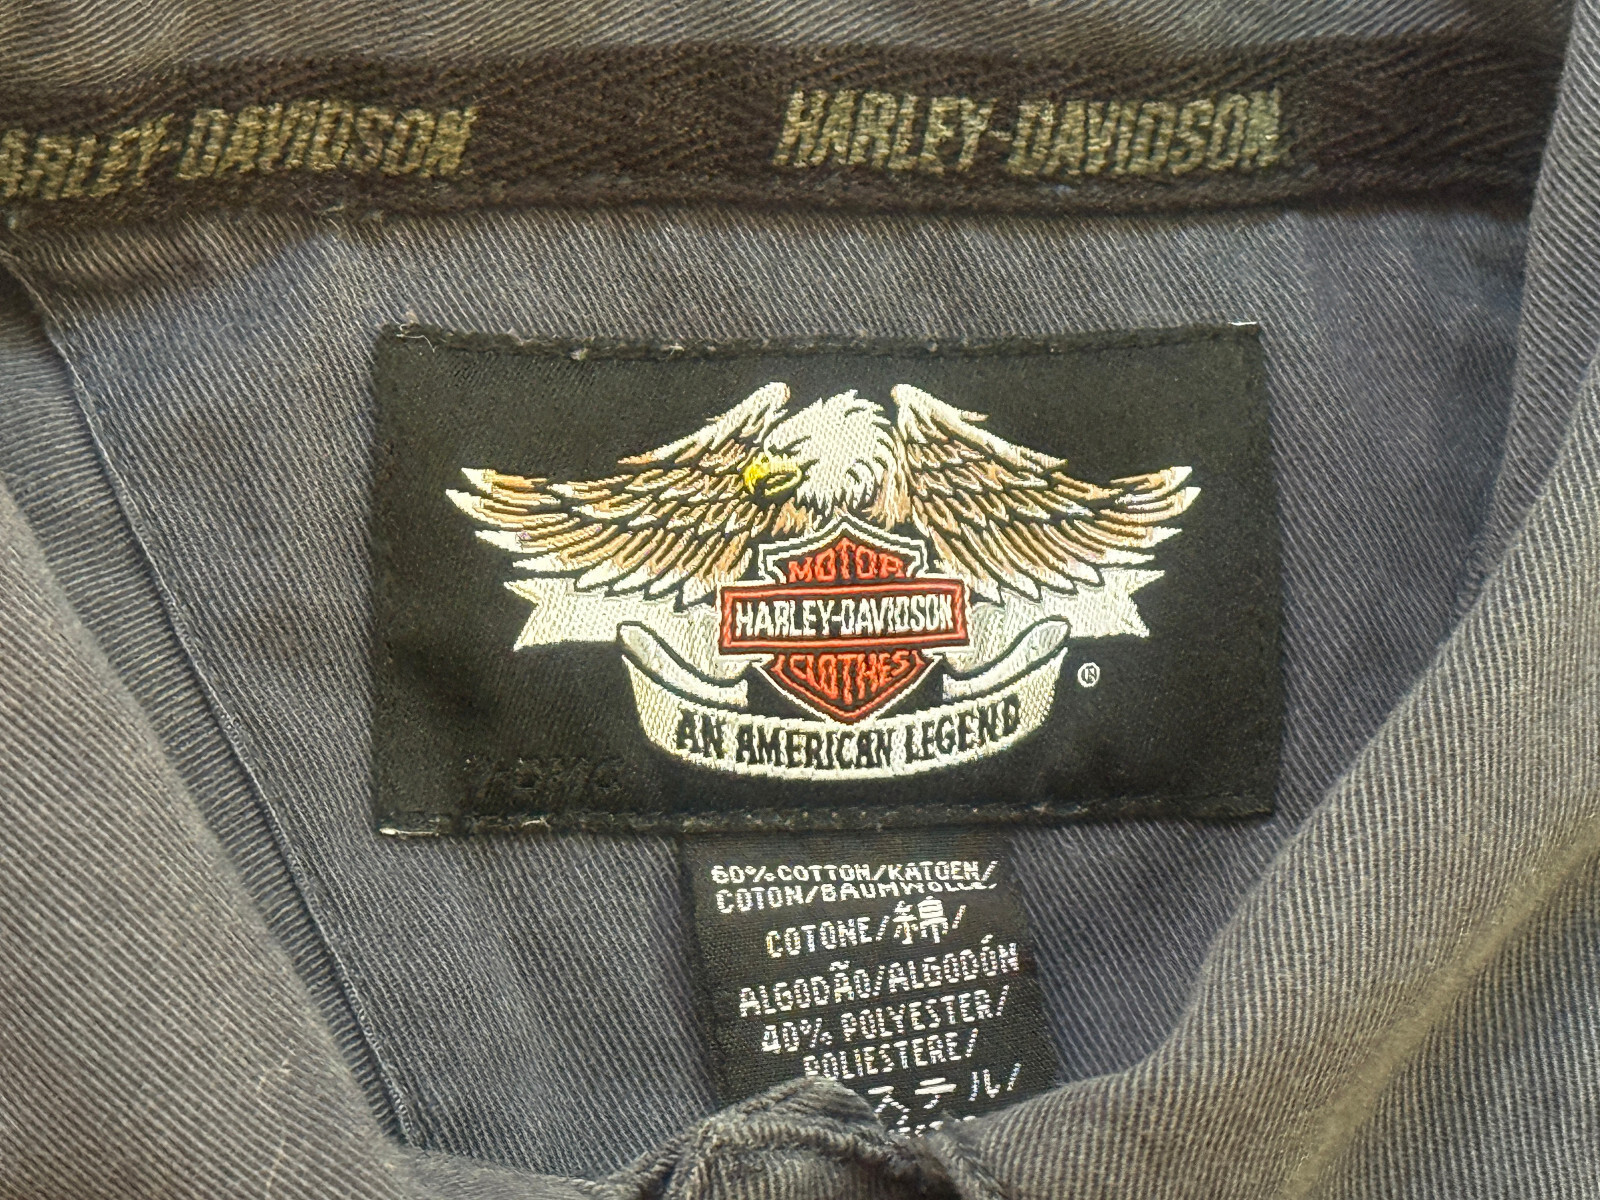 HARLEY-DAVIDSON HARLEY-DAVIDSON
MOTOR
HARLEY-DAVIDSON
CLOTHES
®
AN AMERICAN LEGEND
60% COTTON/KATOEN/
COTON/BAUMWOLLE/
COTONE/綿/
ALGODÃO/ALGODÓN
40% POLYESTER/
POLIESTERE/